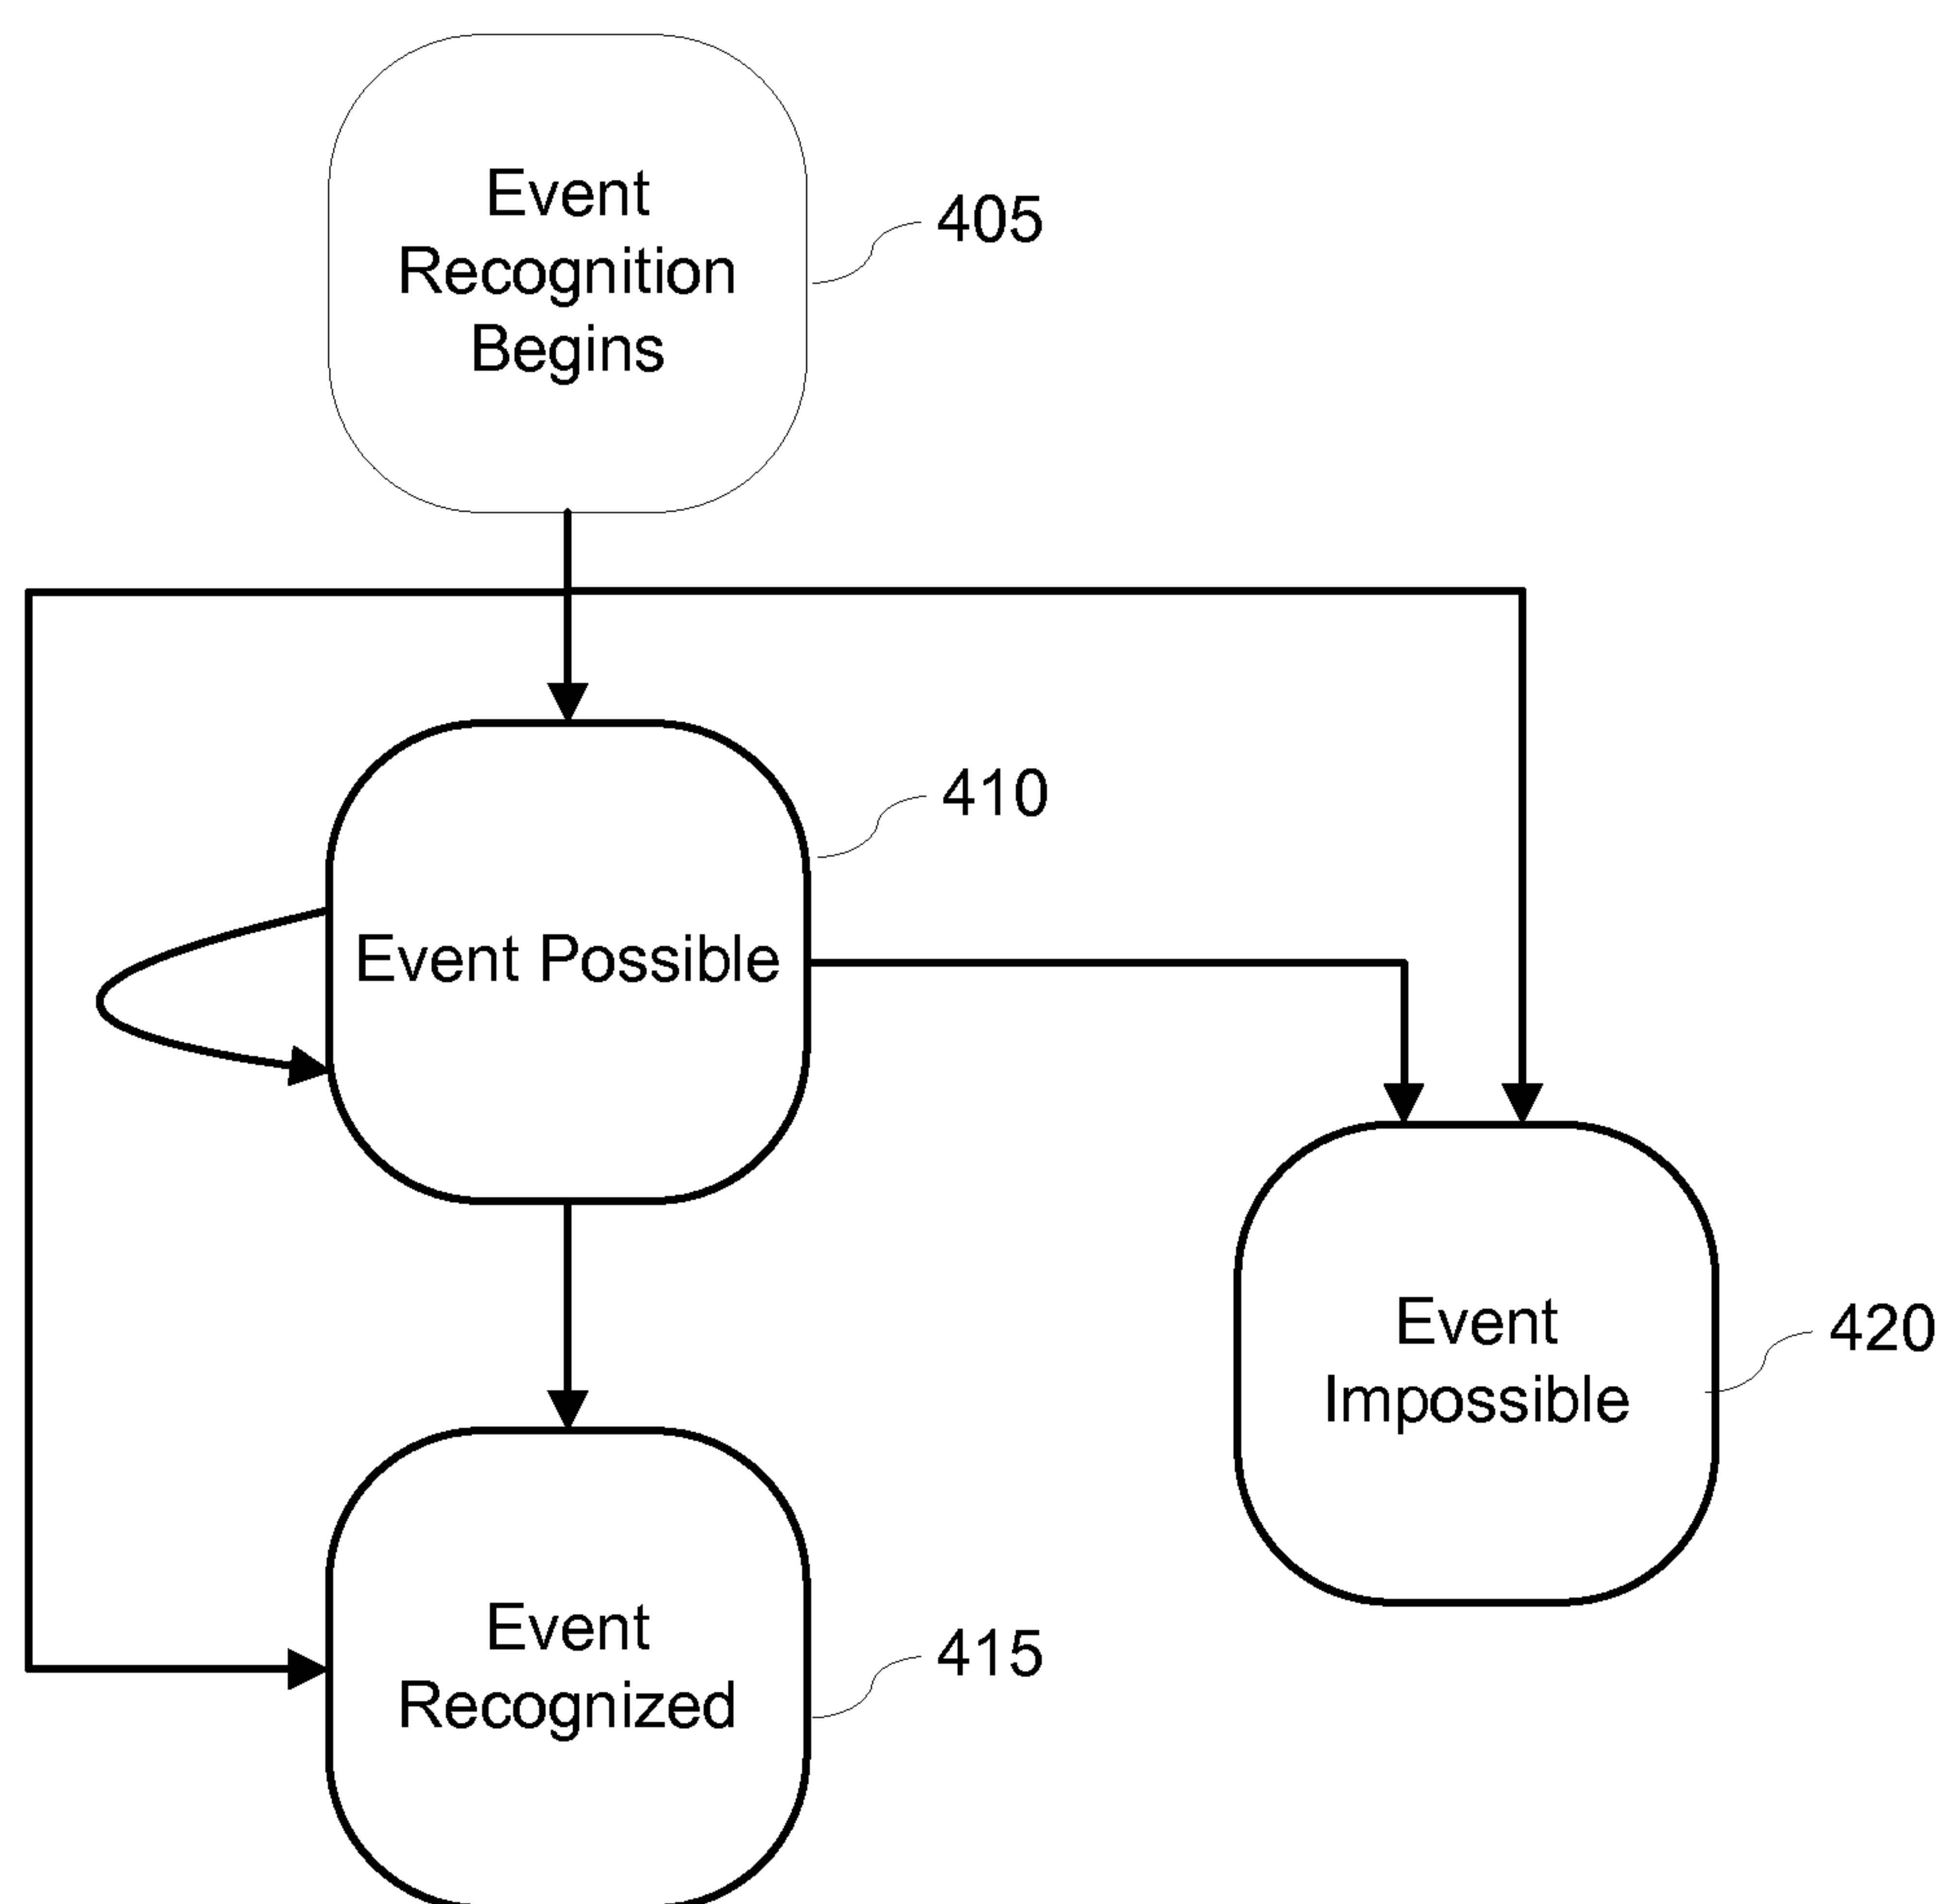 Event
Recognition
Begins
405
410
Event Possible
Event
Impossible
420
Event
Recognized
415